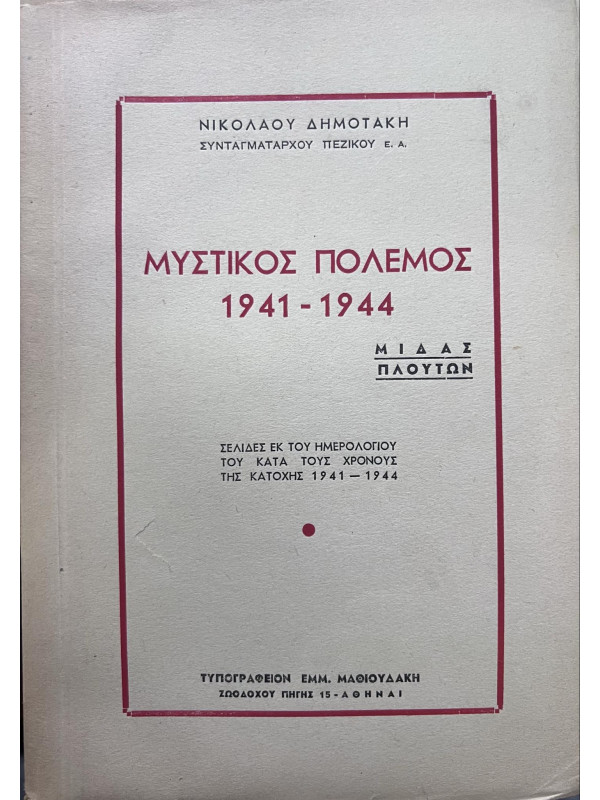 ΝΙΚΟΛΑΟΥ ΔΗΜΟΤΑΚΗ
ΣΥΝΤΑΓΜΑΤΑΡΧΟΥ ΠΕΖΙΚΟΥ Ε. Α.
ΜΥΣΤΙΚΟΣ ΠΟΛΕΜΟΣ
1941 - 1944
ΜΙΔΑΣ
ΠΛΟΥΤΩΝ
ΣΕΛΙΔΕΣ ΕΚ ΤΟΥ ΗΜΕΡΟΛΟΓΙΟΥ
ΤΟΥ ΚΑΤΑ ΤΟΥΣ ΧΡΟΝΟΥΣ
ΤΗΣ ΚΑΤΟΧΗΣ 1941 — 1944
ΤΥΠΟΓΡΑΦΕΙΟΝ ΕΜΜ. ΜΑΘΙΟΥΔΑΚΗ
ΖΩΟΔΟΧΟΥ ΠΗΓΗΣ 15 - ΑΘΗΝΑΙ